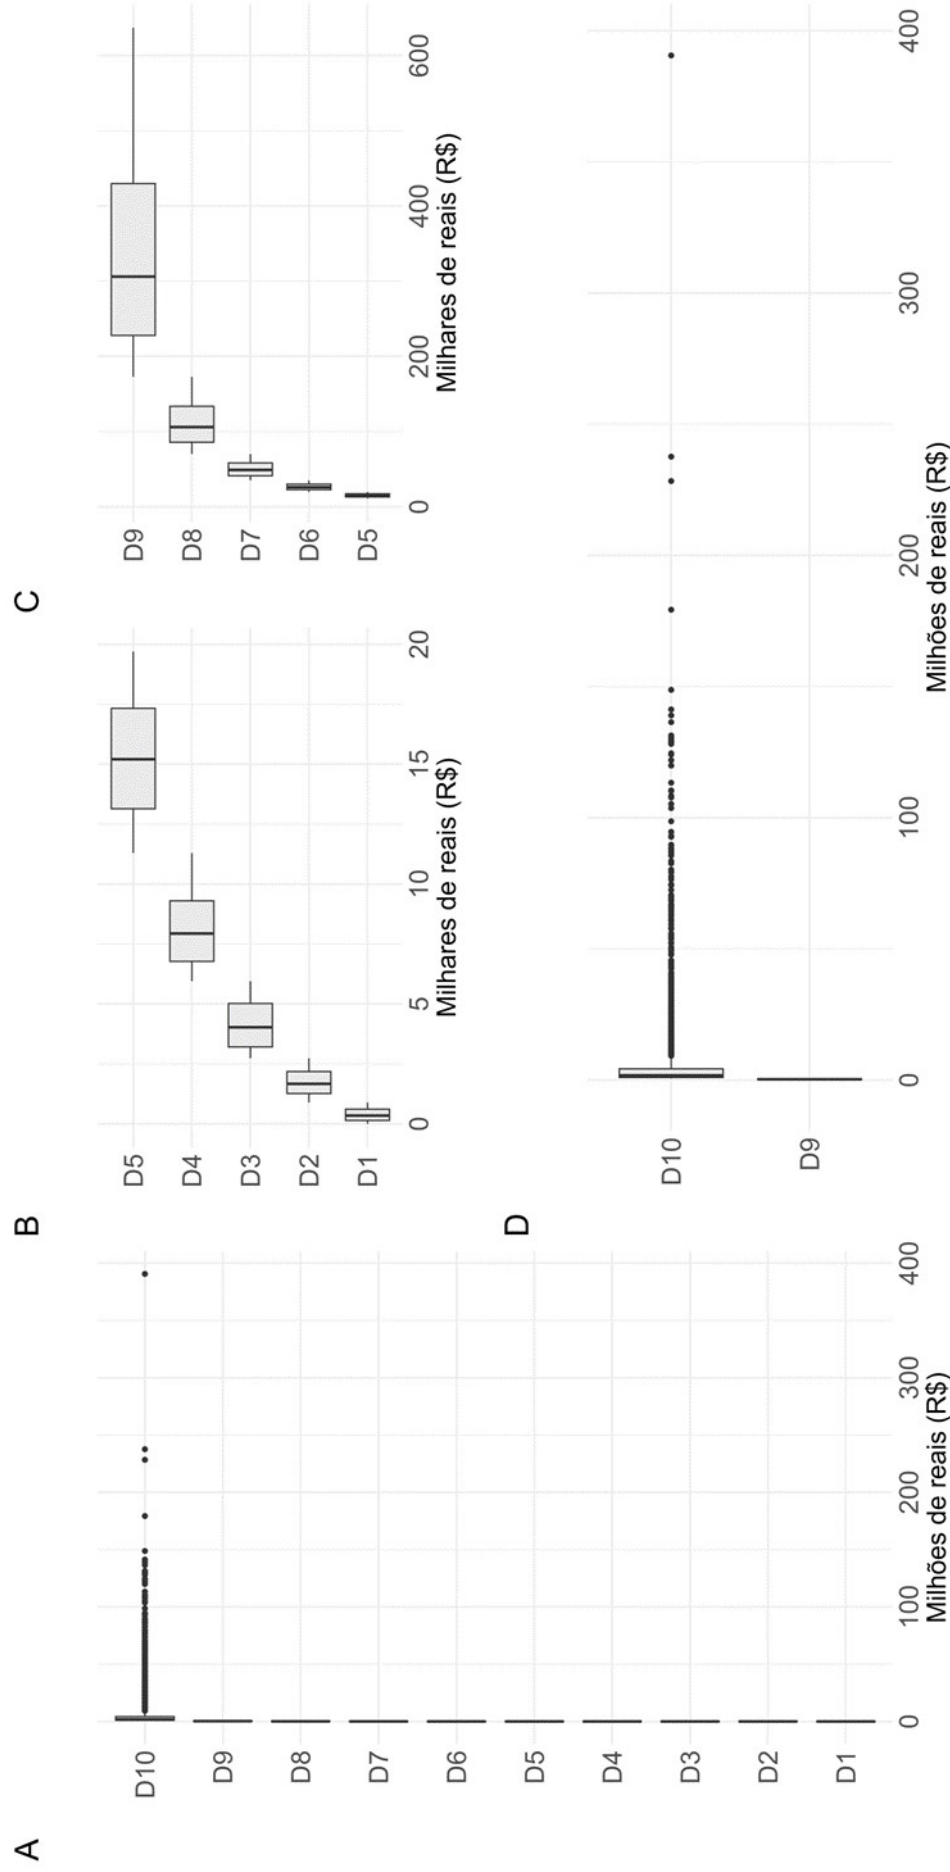 A
D10
D9
D8
D7
D6
D5
D4
D3
D2
D1
0 100 200 300 400
Milhões de reais (R$)
B
D5
D4
D3
D2
D1
0 5 10 15 20
Milhares de reais (R$)
C
D9
D8
D7
D6
D5
0 200 400 600
Milhares de reais (R$)
D
D10
D9
0 100 200 300 400
Milhões de reais (R$)